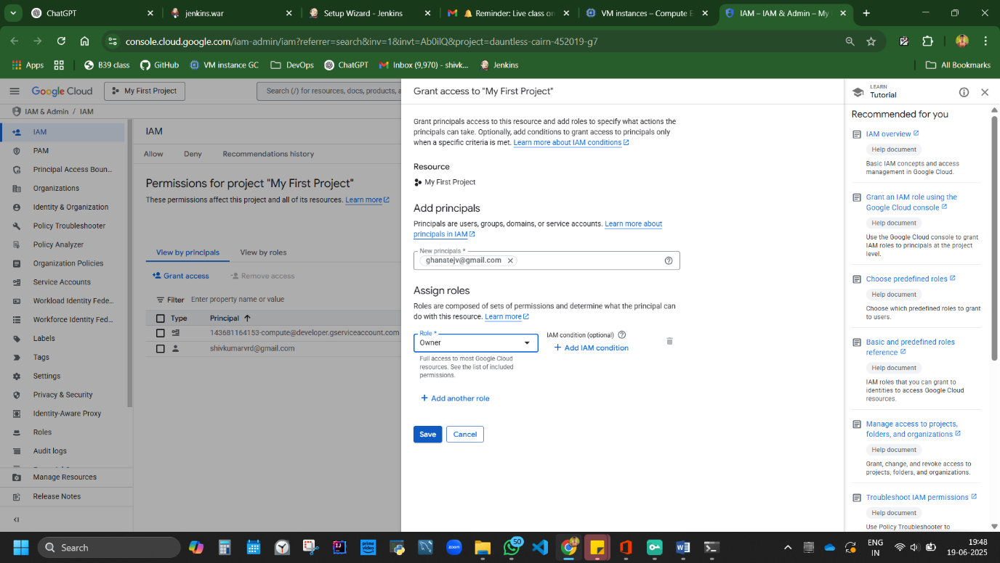 ChatGPT
jenkins.war
Setup Wizard - Jenkins
Reminder: Live class on
VM instances – Compute E
IAM – IAM & Admin – My
console.cloud.google.com/iam-admin/iam?referrer=search&inv=1&invt=Ab0ilQ&project=dauntless-cairn-452019-g7
Apps
B39 class
GitHub
VM instance GC
DevOps
ChatGPT
Inbox (9,970) - shivk...
Jenkins
All Bookmarks
Google Cloud
My First Project
Search (/) for resources, docs, products, a
IAM & Admin / IAM
IAM
PAM
Principal Access Boun...
Organizations
Identity & Organization
Policy Troubleshooter
Policy Analyzer
Organization Policies
Service Accounts
Workload Identity Fede...
Workforce Identity Fed...
Labels
Tags
Settings
Privacy & Security
Identity-Aware Proxy
Roles
Audit logs
Manage Resources
Release Notes
IAM
Allow
Deny
Recommendations history
Permissions for project "My First Project"
These permissions affect this project and all of its resources. Learn more
View by principals
View by roles
Grant access
Remove access
Filter Enter property name or value
Type Principal
143681164153-compute@developer.gserviceaccount.com
shivkumarvrd@gmail.com
Grant access to "My First Project"
Grant principals access to this resource and add roles to specify what actions the
principals can take. Optionally, add conditions to grant access to principals only
when a specific criteria is met. Learn more about IAM conditions
Resource
My First Project
Add principals
Principals are users, groups, domains, or service accounts. Learn more about
principals in IAM
New principals *
ghanatejv@gmail.com
Assign roles
Roles are composed of sets of permissions and determine what the principal can
do with this resource. Learn more
Role *
Owner
IAM condition (optional)
+ Add IAM condition
Full access to most Google Cloud
resources. See the list of included
permissions.
+ Add another role
Save
Cancel
LEARN
Tutorial
Recommended for you
IAM overview
Help document
Basic IAM concepts and access
management in Google Cloud.
Grant an IAM role using the
Google Cloud console
Help document
Use the Google Cloud console to grant
IAM roles to principals at the project
level.
Choose predefined roles
Help document
Choose which predefined roles to grant
to users.
Basic and predefined roles
reference
Help document
IAM roles that you can grant to
identities to access Google Cloud
resources.
Manage access to projects,
folders, and organizations
Help document
Grant, change, and revoke access to
projects, folders, and organizations.
Troubleshoot IAM permissions
Help document
Use Policy Troubleshooter to
Search
prime video
zoom
50
ENG
IN
19:48
19-06-2025